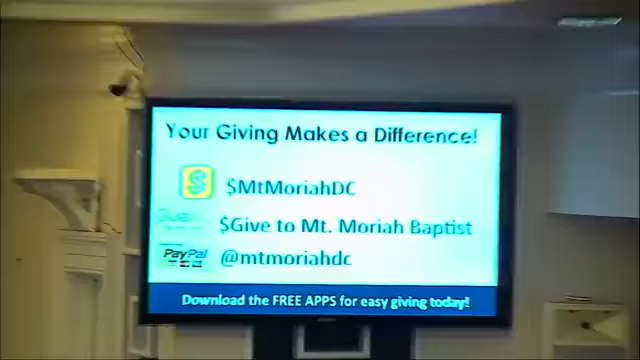 Your Giving Makes a Difference!
$
$MtMoriahDC
$Give to Mt. Moriah Baptist
PayPal
@mtmoriahdc
Download the FREE APPS for easy giving today!